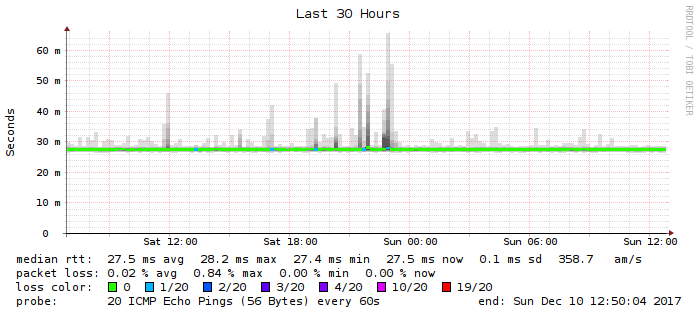 Last 30 Hours
RRDTOOL / TOBI OETIKER
Seconds
60 m
50 m
40 m
30 m
20 m
10 m
0
Sat 12:00 Sat 18:00 Sun 00:00 Sun 06:00 Sun 12:00
median rtt: 27.5 ms avg 28.2 ms max 27.4 ms min 27.5 ms now 0.1 ms sd 358.7 am/s
packet loss: 0.02 % avg 0.84 % max 0.00 % min 0.00 % now
loss color: 0 1/20 2/20 3/20 4/20 10/20 19/20
probe: 20 ICMP Echo Pings (56 Bytes) every 60s end: Sun Dec 10 12:50:04 2017